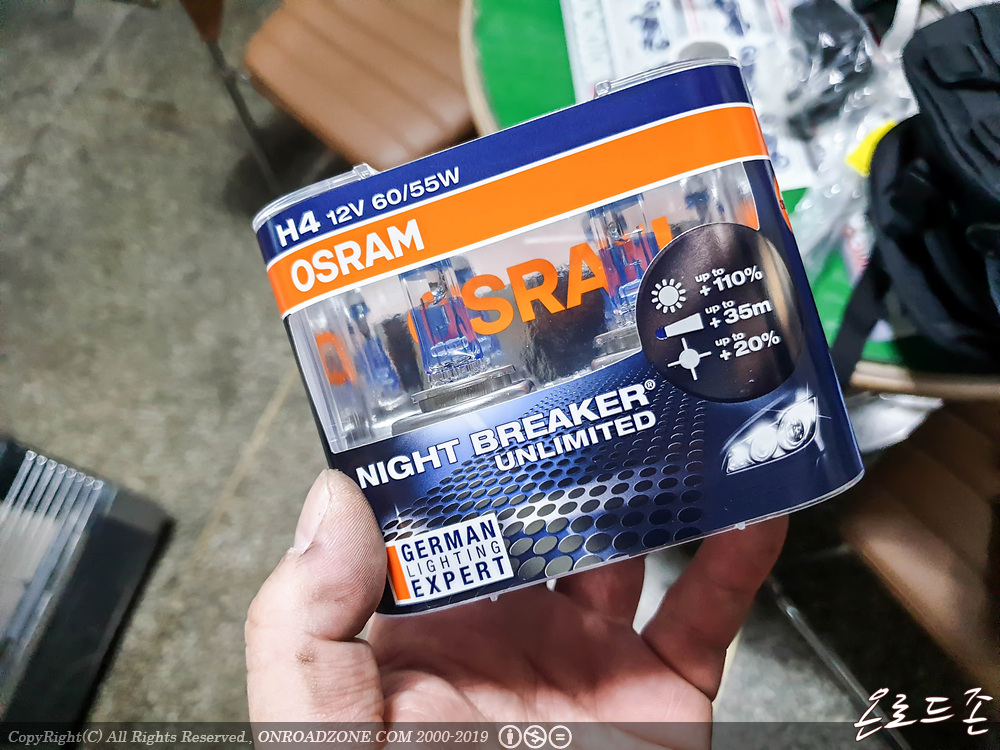 H4 12V 60/55W
OSRAM
OSRAM
up to
+ 110%
up to
+ 35m
up to
+ 20%
NIGHT BREAKER®
UNLIMITED
GERMAN
LIGHTING
EXPERT
온로드존
CopyRight(C) All Rights Reserved., ONROADZONE.COM 2000-2019